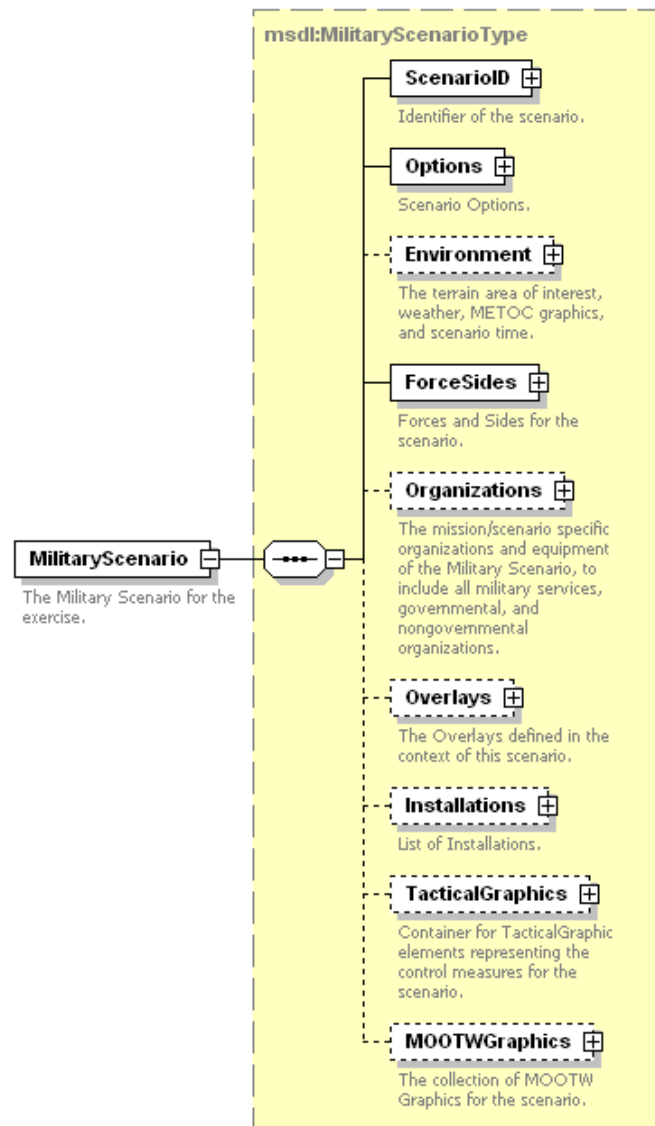 msdl:MilitaryScenarioType
ScenarioID
Identifier of the scenario.
Options
Scenario Options.
Environment
The terrain area of interest,
weather, METOC graphics,
and scenario time.
ForceSides
Forces and Sides for the
scenario.
Organizations
The mission/scenario specific
organizations and equipment
of the Military Scenario, to
include all military services,
governmental, and
nongovernmental
organizations.
MilitaryScenario
The Military Scenario for the
exercise.
Overlays
The Overlays defined in the
context of this scenario.
Installations
List of Installations.
TacticalGraphics
Container for TacticalGraphic
elements representing the
control measures for the
scenario.
MOOTWGraphics
The collection of MOOTW
Graphics for the scenario.